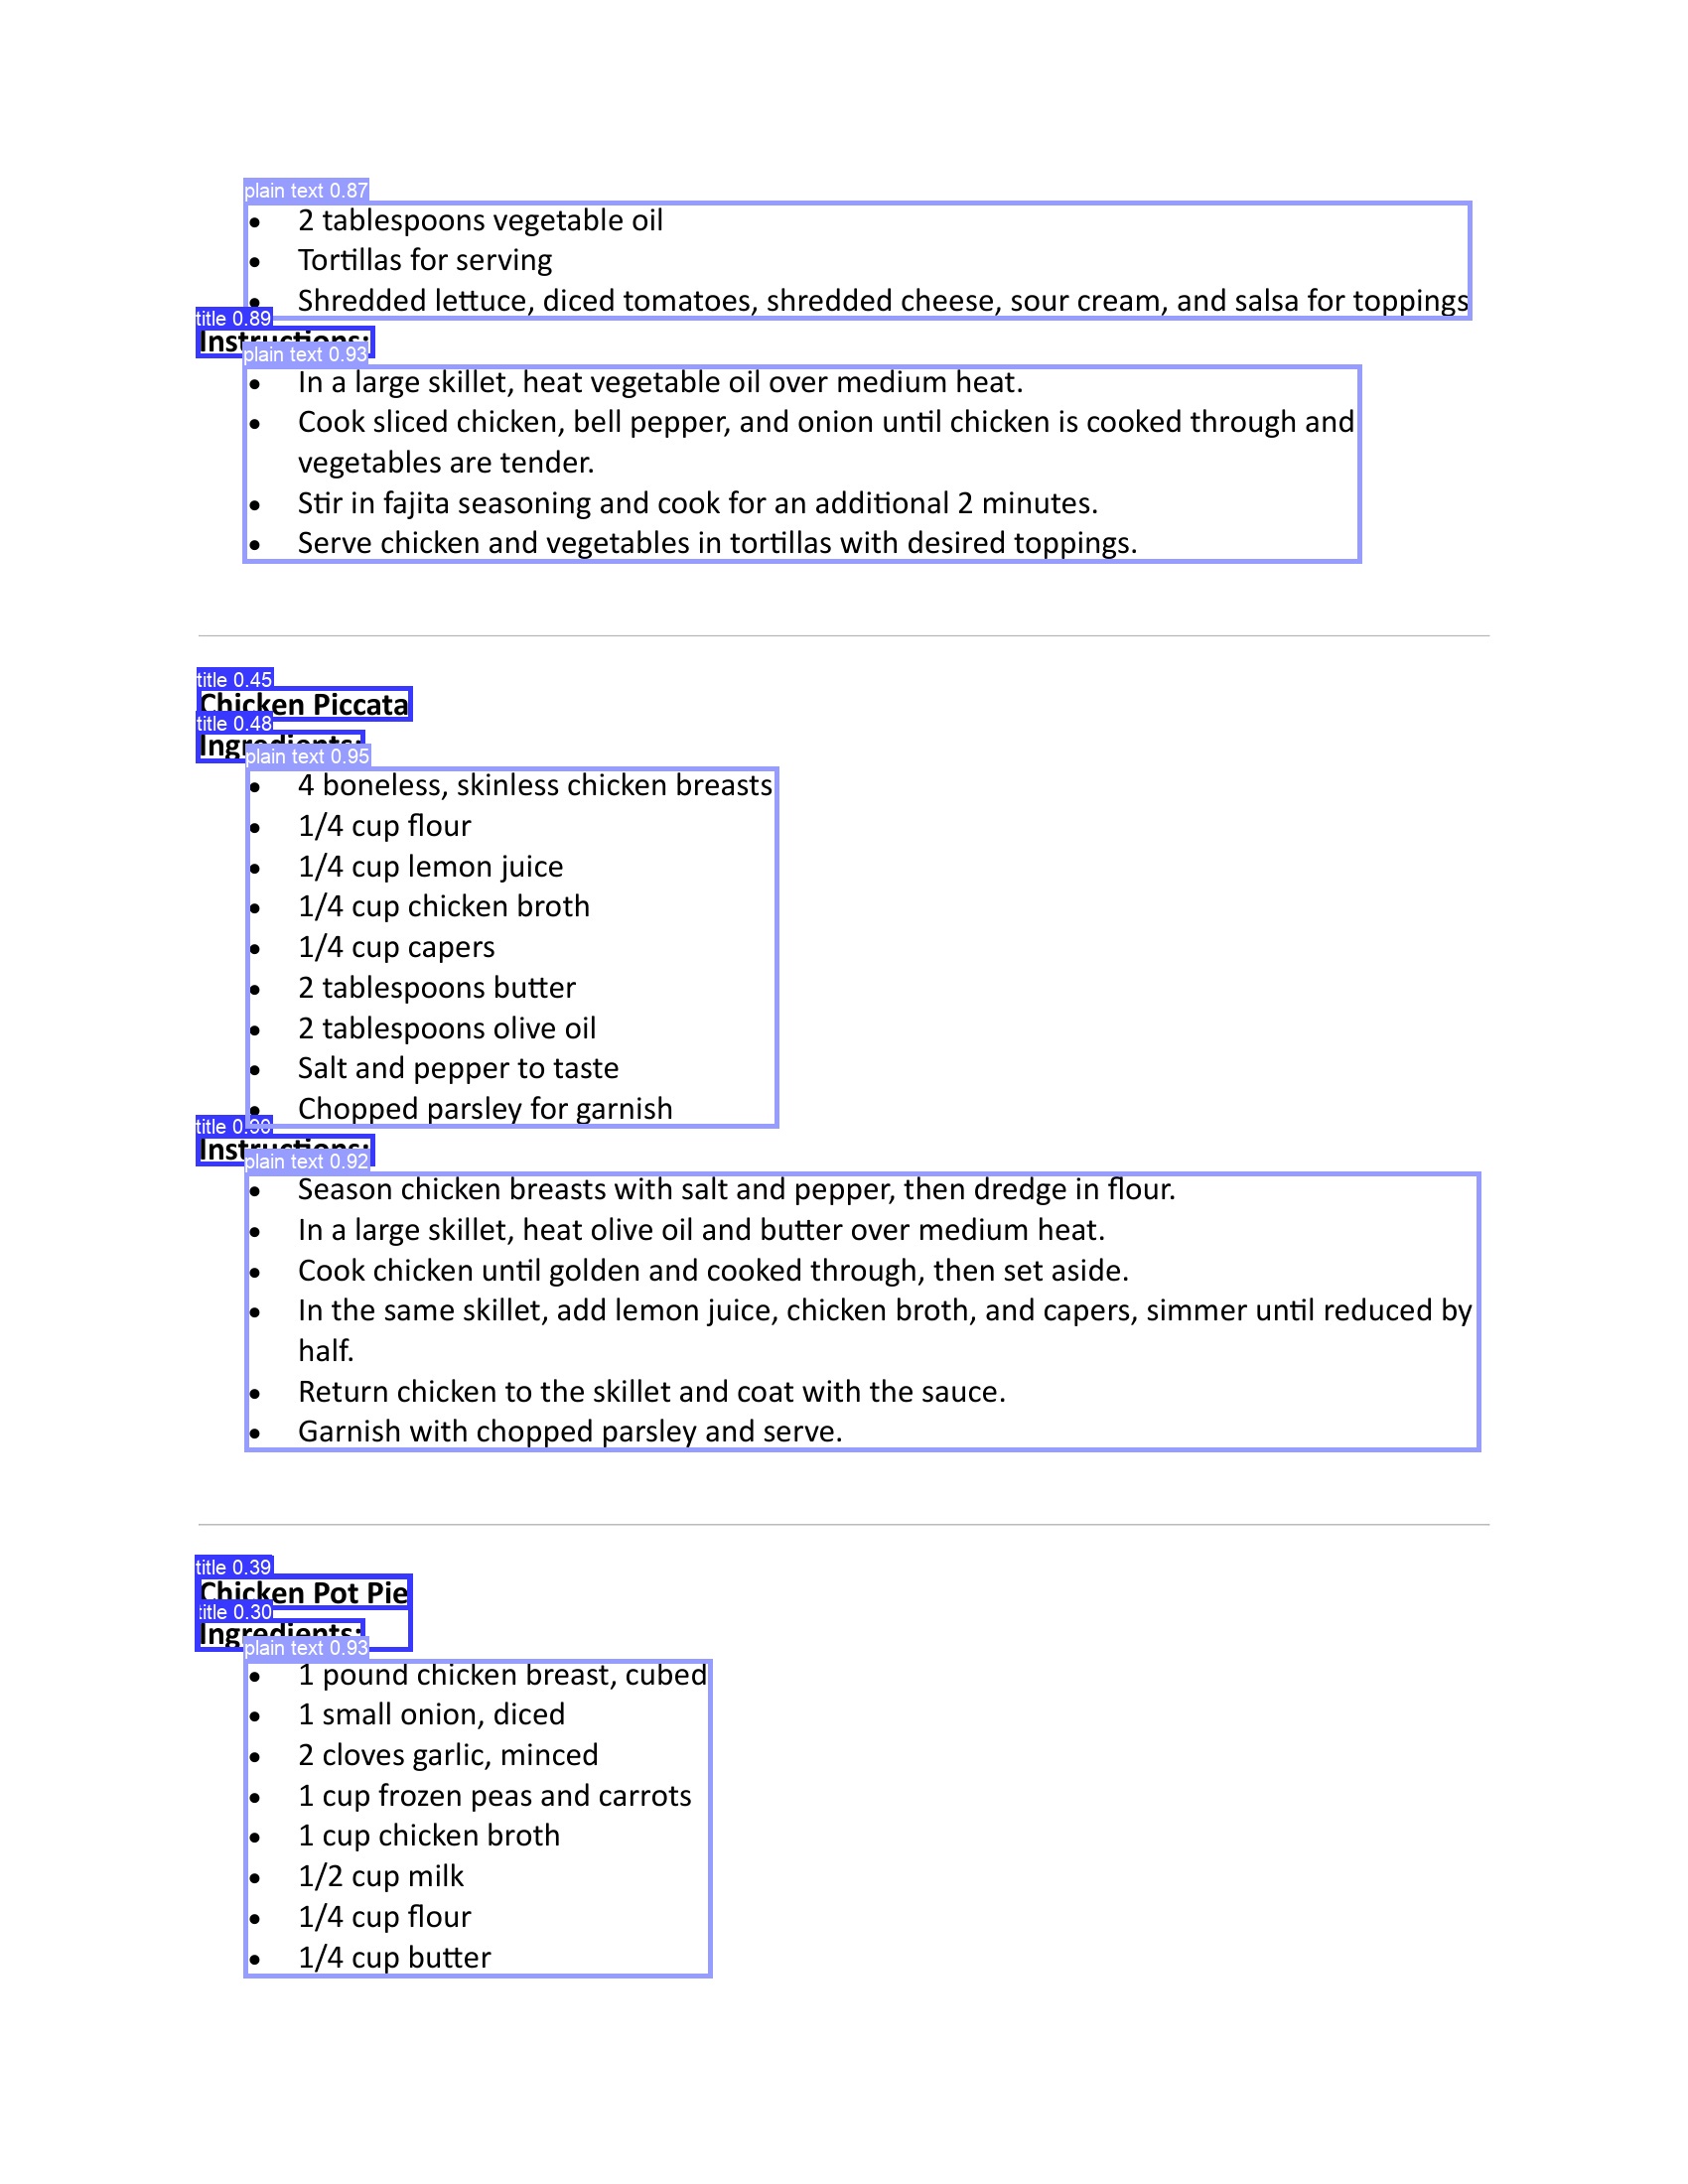 plain text 0.87
• 2 tablespoons vegetable oil
• Tortillas for serving
• Shredded lettuce, diced tomatoes, shredded cheese, sour cream, and salsa for toppings
title 0.89
Instructions:
plain text 0.93
• In a large skillet, heat vegetable oil over medium heat.
• Cook sliced chicken, bell pepper, and onion until chicken is cooked through and
vegetables are tender.
• Stir in fajita seasoning and cook for an additional 2 minutes.
• Serve chicken and vegetables in tortillas with desired toppings.
title 0.45
Chicken Piccata
title 0.48
Ingredients:
plain text 0.95
• 4 boneless, skinless chicken breasts
• 1/4 cup flour
• 1/4 cup lemon juice
• 1/4 cup chicken broth
• 1/4 cup capers
• 2 tablespoons butter
• 2 tablespoons olive oil
• Salt and pepper to taste
• Chopped parsley for garnish
title 0.90
Instructions:
plain text 0.92
• Season chicken breasts with salt and pepper, then dredge in flour.
• In a large skillet, heat olive oil and butter over medium heat.
• Cook chicken until golden and cooked through, then set aside.
• In the same skillet, add lemon juice, chicken broth, and capers, simmer until reduced by
half.
• Return chicken to the skillet and coat with the sauce.
• Garnish with chopped parsley and serve.
title 0.39
Chicken Pot Pie
title 0.30
Ingredients:
plain text 0.93
• 1 pound chicken breast, cubed
• 1 small onion, diced
• 2 cloves garlic, minced
• 1 cup frozen peas and carrots
• 1 cup chicken broth
• 1/2 cup milk
• 1/4 cup flour
• 1/4 cup butter